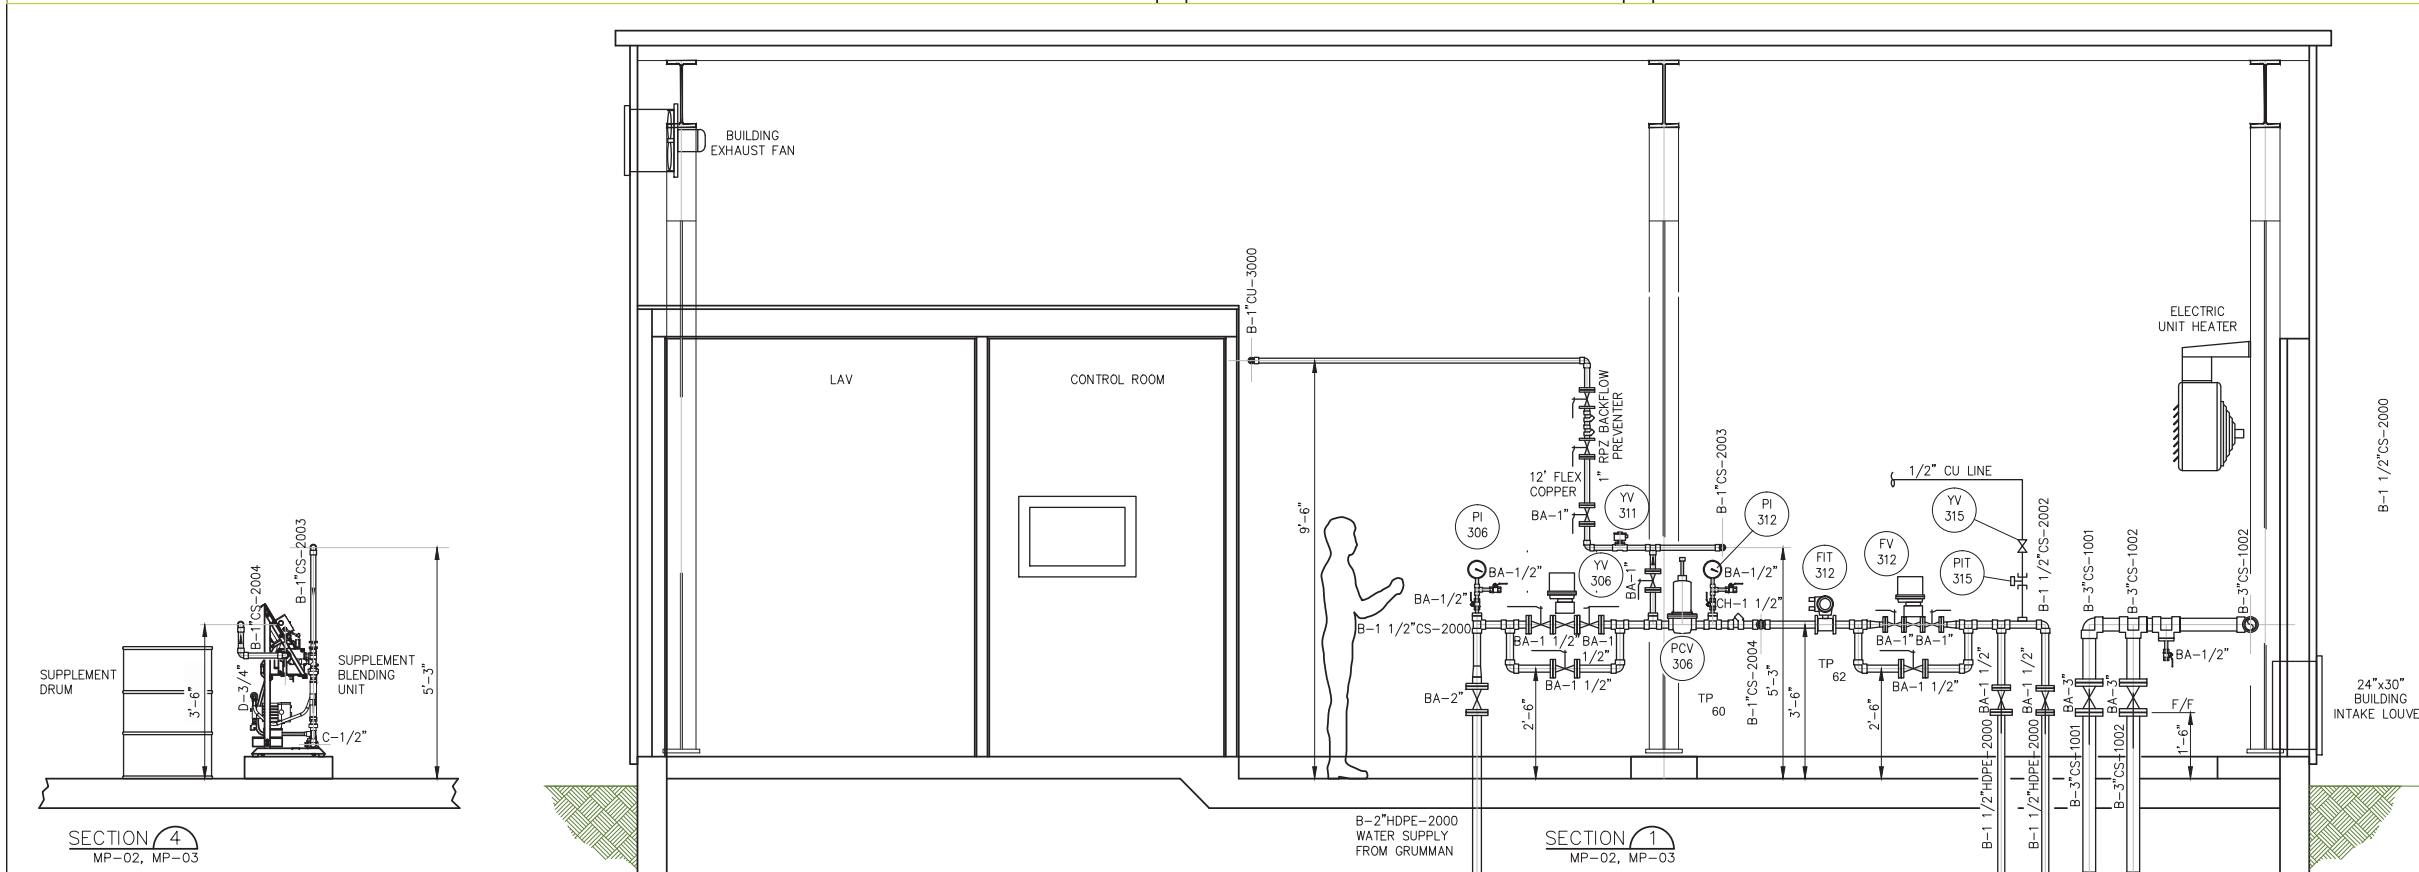 BUILDING
EXHAUST FAN
LAV
CONTROL ROOM
B-1"CU-3000
9'-6"
RPZ BACKFLOW
PREVENTER
1"
12' FLEX
COPPER
BA-1"
YV
311
B-1"CS-2003
PI
312
PI
306
BA-1/2"
BA-1/2"
B-1 1/2"CS-2000
YV
306
BA-1"
BA-1/2"
CH-1 1/2"
BA-1 1/2"
BA-1
1/2"
BA-1 1/2"
PCV
306
BA-2"
2'-6"
TP
60
B-1"CS-2004
5'-3"
3'-6"
FIT
312
TP
62
FV
312
BA-1"
BA-1"
BA-1 1/2"
2'-6"
1/2" CU LINE
YV
315
PIT
315
B-1 1/2"CS-2002
BA-1 1/2"
BA-1 1/2"
B-1 1/2"HDPE-2000
B-1 1/2"HDPE-2000
B-3"CS-1001
B-3"CS-1002
B-3"CS-1002
BA-1/2"
BA-3"
BA-3"
F/F
1'-6"
B-3"CS-1001
B-3"CS-1002
ELECTRIC
UNIT HEATER
B-1 1/2"CS-2000
24"x30"
BUILDING
INTAKE LOUVE
B-2"HDPE-2000
WATER SUPPLY
FROM GRUMMAN
SECTION 1
MP-02, MP-03
SUPPLEMENT
DRUM
3'-6"
D-3/4"
B-1"CS-2004
B-1"CS-2003
SUPPLEMENT
BLENDING
UNIT
C-1/2"
5'-3"
SECTION 4
MP-02, MP-03